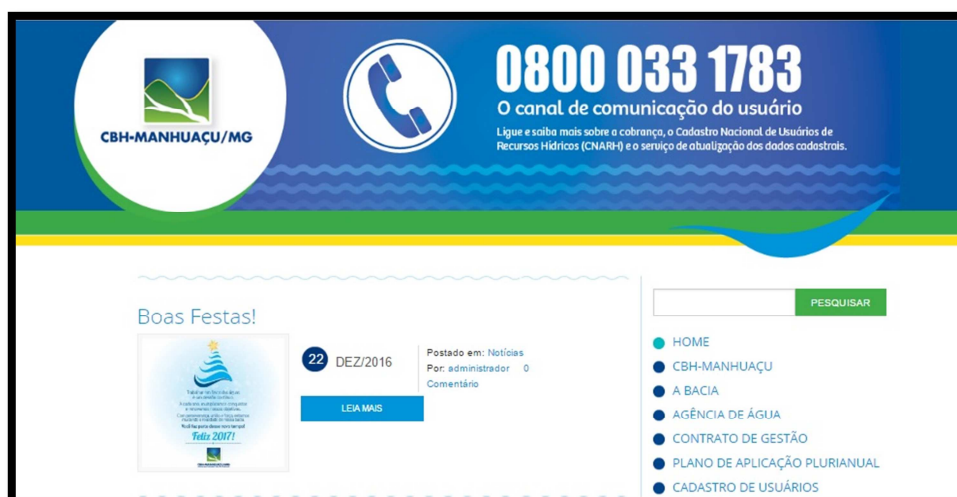 CBH-MANHUAÇU/MG
0800 033 1783
O canal de comunicação do usuário
Ligue e saiba mais sobre a cobrança, o Cadastro Nacional de Usuários de
Recursos Hídricos (CNARH) e o serviço de atualização dos dados cadastrais.
Boas Festas!
Feliz 2017!
CBH-MANHUAÇU/MG
22 DEZ/2016
Postado em: Notícias
Por: administrador 0
Comentário
LEIA MAIS
PESQUISAR
HOME
CBH-MANHUAÇU
A BACIA
AGÊNCIA DE ÁGUA
CONTRATO DE GESTÃO
PLANO DE APLICAÇÃO PLURIANUAL
CADASTRO DE USUÁRIOS